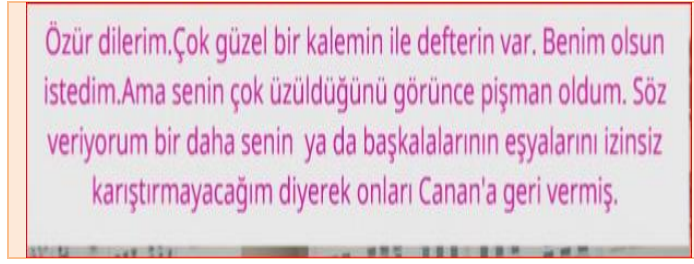 Özür dilerim.Çok güzel bir kalemin ile defterin var. Benim olsun
istedim.Ama senin çok üzüldüğünü görünce pişman oldum. Söz
veriyorum bir daha senin  ya da başkalalarının eşyalarını izinsiz
karıştırmayacağım diyerek onları Canan'a geri vermiş.